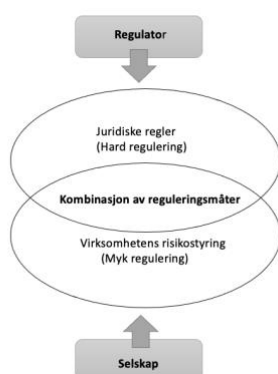 Regulator
Juridiske regler
(Hard regulering)
Kombinasjon av reguleringsmåter
Virksomhetens risikostyring
(Myk regulering)
Selskap